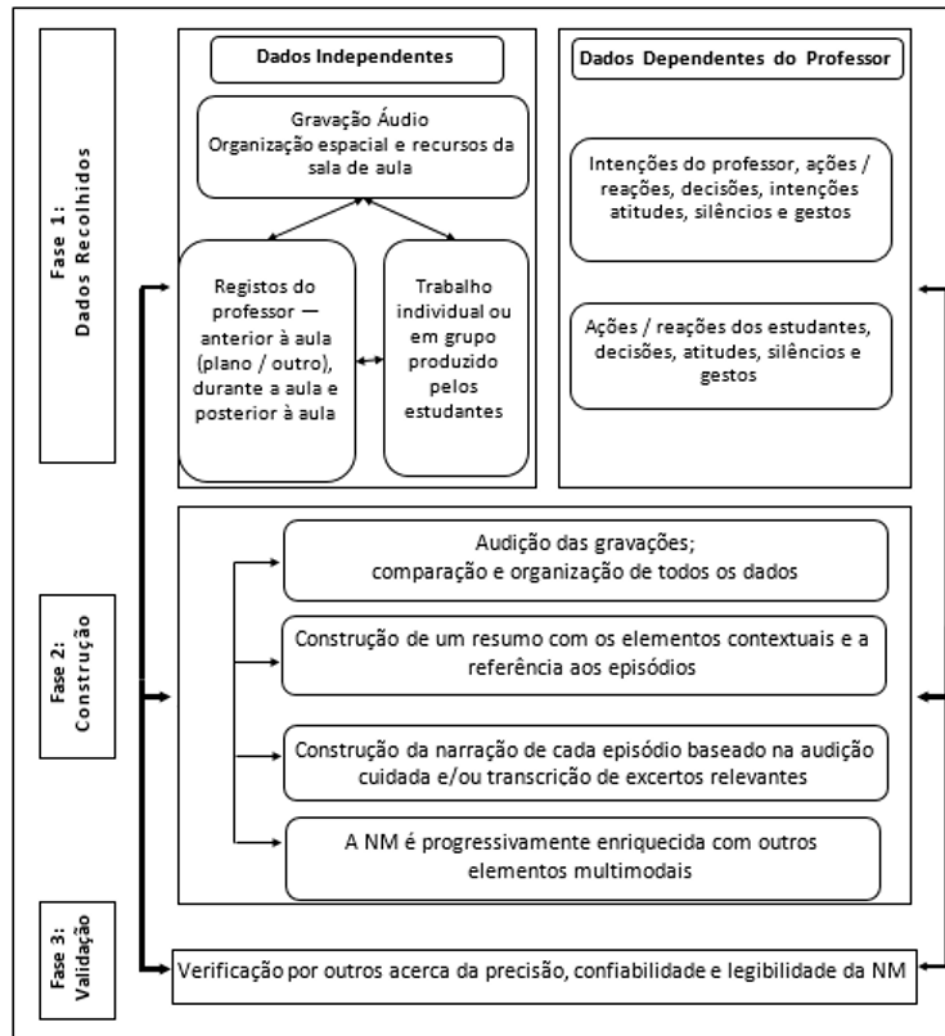 Fase 1:
Dados Recolhidos
Dados Independentes
Gravação Áudio
Organização espacial e recursos da
sala de aula
Registos do
professor —
anterior à aula
(plano / outro),
durante a aula e
posterior à aula
Trabalho
individual ou
em grupo
produzido
pelos
estudantes
Dados Dependentes do Professor
Intenções do professor, ações /
reações, decisões, intenções
atitudes, silêncios e gestos
Ações / reações dos estudantes,
decisões, atitudes, silêncios e
gestos
Fase 2:
Construção
Audição das gravações;
comparação e organização de todos os dados
Construção de um resumo com os elementos contextuais e a
referência aos episódios
Construção da narração de cada episódio baseado na audição
cuidada e/ou transcrição de excertos relevantes
A NM é progressivamente enriquecida com outros
elementos multimodais
Fase 3:
Validação
Verificação por outros acerca da precisão, confiabilidade e legibilidade da NM